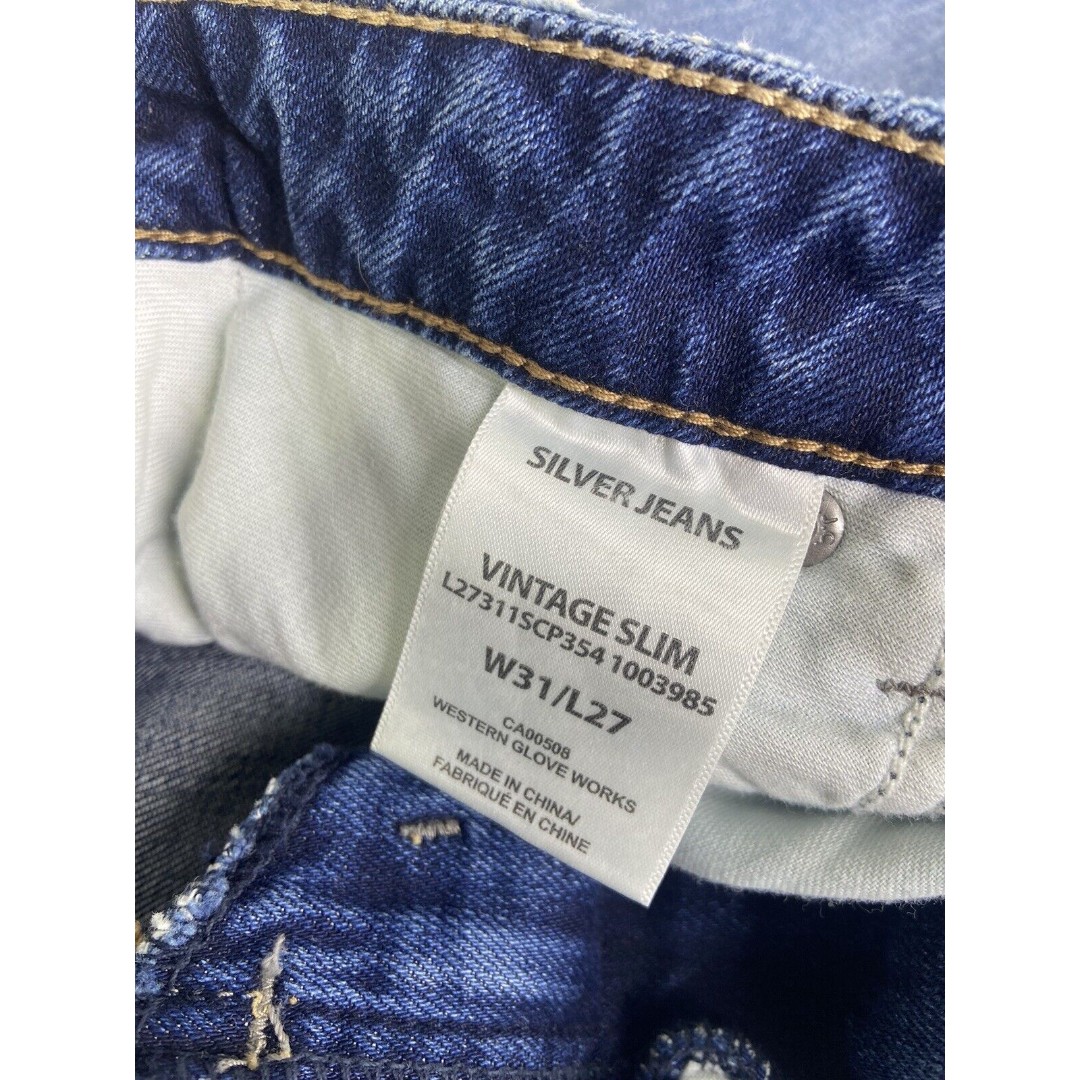 SILVER JEANS
VINTAGE SLIM
L27311SCP354 1003985
W31/L27
CA00508
WESTERN GLOVE WORKS
MADE IN CHINA/
FABRIQUÉ EN CHINE